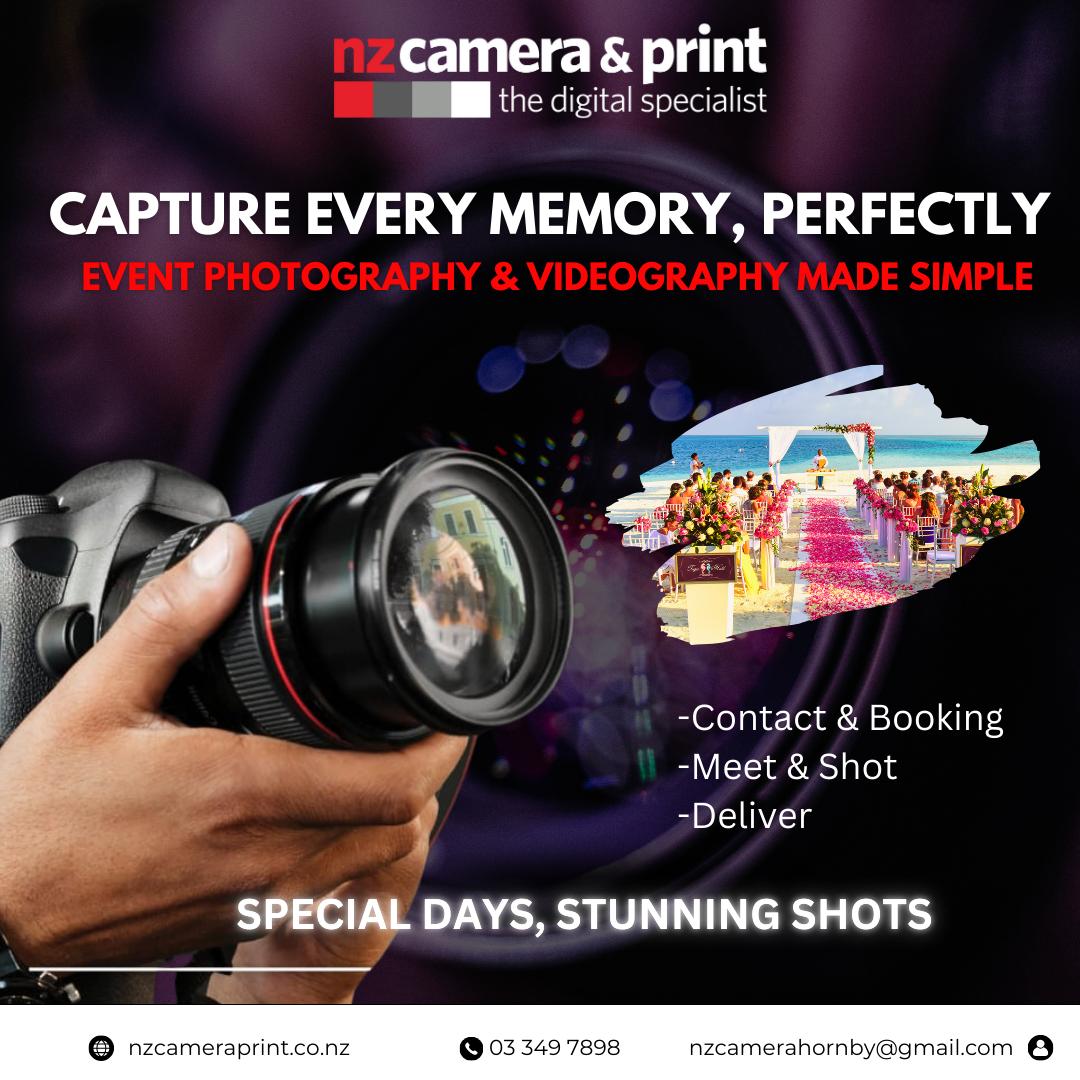 nzcamera & print
the digital specialist
CAPTURE EVERY MEMORY, PERFECTLY
EVENT PHOTOGRAPHY & VIDEOGRAPHY MADE SIMPLE
-Contact & Booking
-Meet & Shot
-Deliver
SPECIAL DAYS, STUNNING SHOTS
nzcameraprint.co.nz
03 349 7898
nzcamerahornby@gmail.com